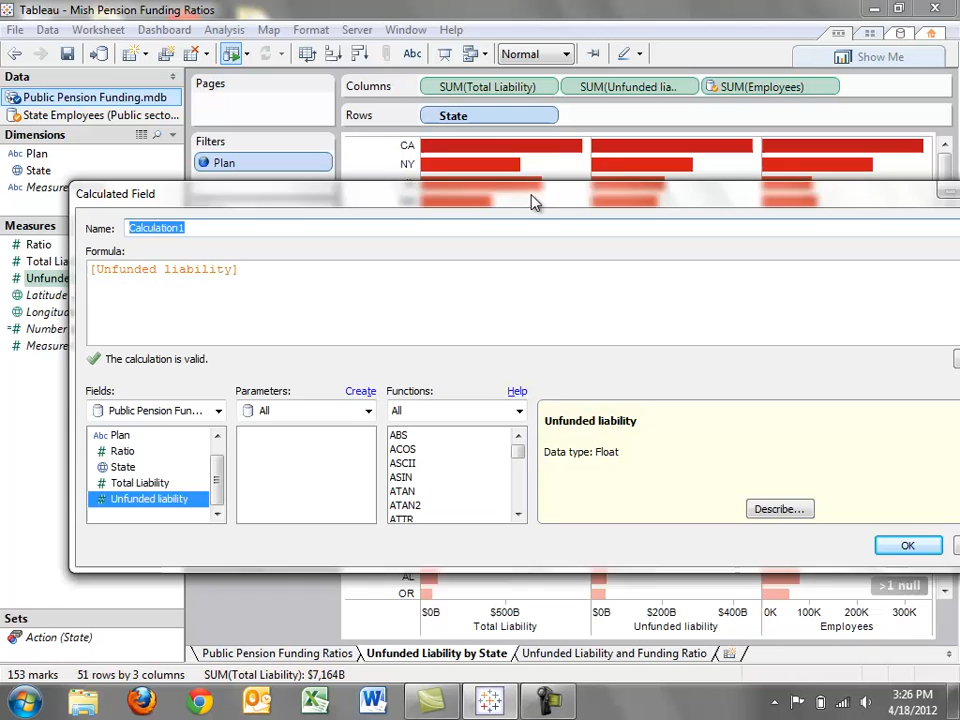 Tableau - Mish Pension Funding Ratios
File Data Worksheet Dashboard Analysis Map Format Server Window Help
Abc Normal Show Me
Data
Public Pension Funding.mdb
State Employees (Public secto...
Dimensions
Abc Plan
State
Abc Measure
Measures
# Ratio
# Total Lia
# Unfunde
Latitude
Longitud
=# Number
# Measure
Sets
Action (State)
Pages
Filters
Plan
Columns SUM(Total Liability) SUM(Unfunded lia.. SUM(Employees)
Rows State
CA
NY
Calculated Field
Name: Calculation1
Formula:
[Unfunded liability]
The calculation is valid.
Fields: Parameters: Create Functions: Help
Public Pension Fun... All All
Abc Plan
# Ratio
State
# Total Liability
# Unfunded liability
ABS
ACOS
ASCII
ASIN
ATAN
ATAN2
ATTR
Unfunded liability
Data type: Float
Describe...
OK
AL
OR
>1 null
$0B $500B $0B $200B $400B 0K 100K 200K 300K
Total Liability Unfunded liability Employees
Public Pension Funding Ratios Unfunded Liability by State Unfunded Liability and Funding Ratio
153 marks 51 rows by 3 columns SUM(Total Liability): $7,164B
3:26 PM
4/18/2012